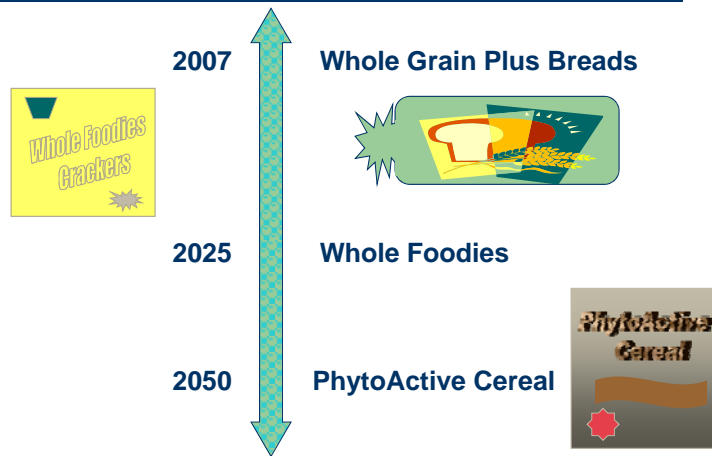 2007 Whole Grain Plus Breads
Whole Foodies
Crackers
2025 Whole Foodies
2050 PhytoActive Cereal
PhytoActive
Cereal